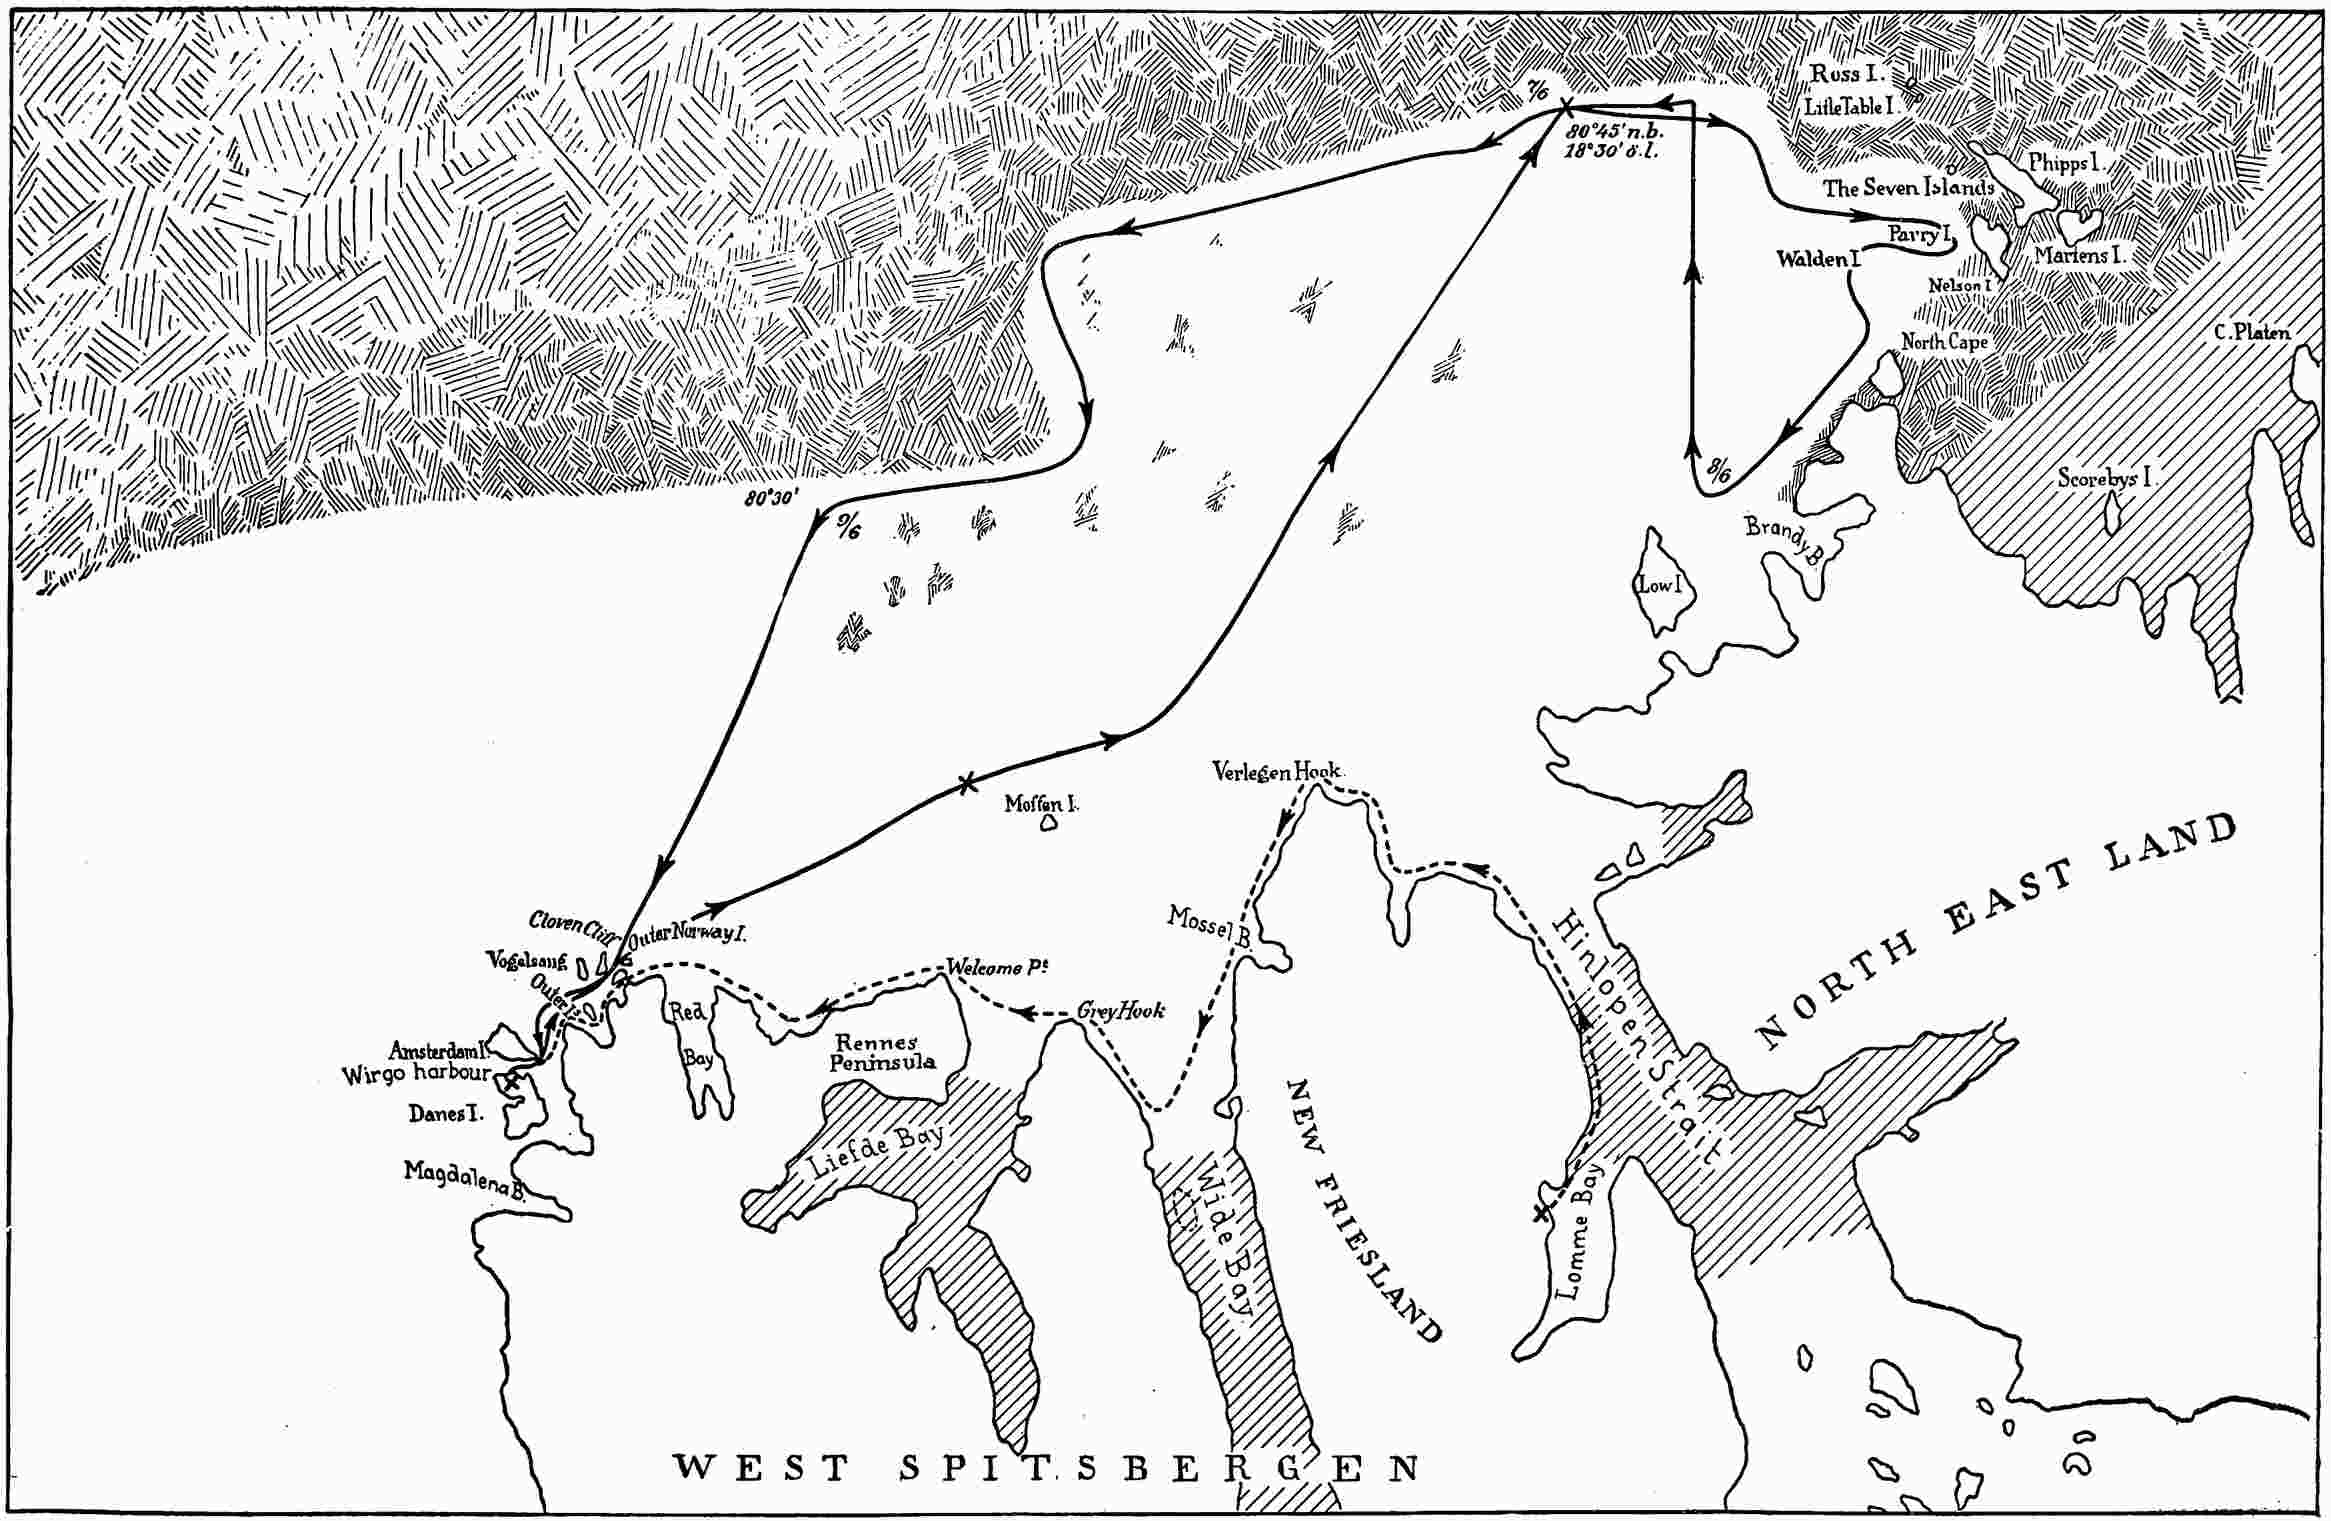 Ross I.
Little Table I.
7/6
80°45' n.b.
18°30' ö.l.
Phipps I.
The Seven Islands
Parry I.
Martens I.
Walden I
Nelson I
North Cape
C. Platen
8/6
Scorebys I.
80°30'
9/6
Brandy B.
Low I
Verlegen Hook.
Moffen I.
NORTH EAST LAND
Cloven Cliff
Outer Norway I.
Mossel B.
Hinlopen Strait
Vogelsang
Outer
Welcome Pt
Red
Bay
Grey Hook
Amsterdam I.
Wirgo harbour
Rennes
Peninsula
Danes I.
Liefde Bay
NEW FRIESLAND
Magdalena B.
Wilde Bay
Lomme Bay
WEST SPITSBERGEN